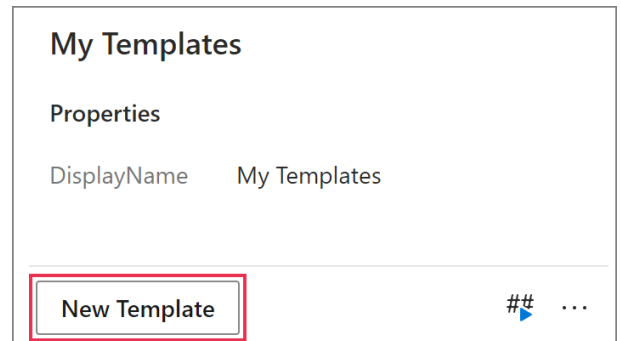 My Templates
Properties
DisplayName My Templates
New Template ## ...